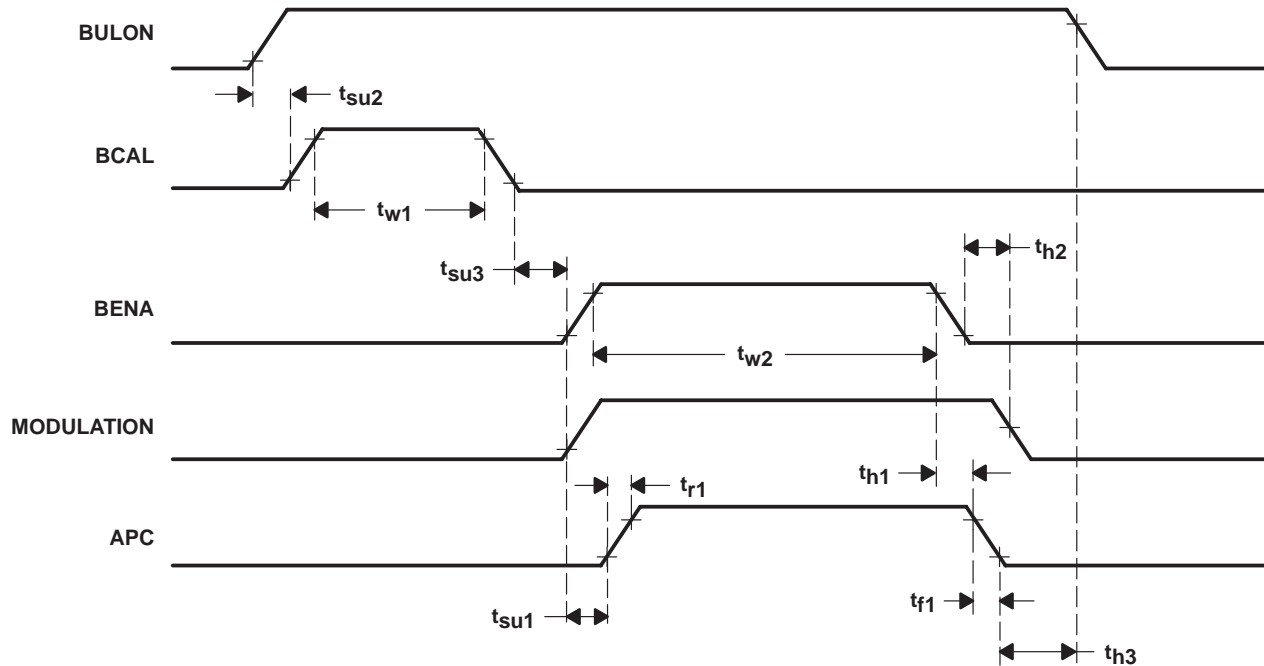 BULON
tsu2
BCAL
tw1
tsu3
th2
BENA
tw2
MODULATION
th1
tr1
APC
tsu1
tf1
th3